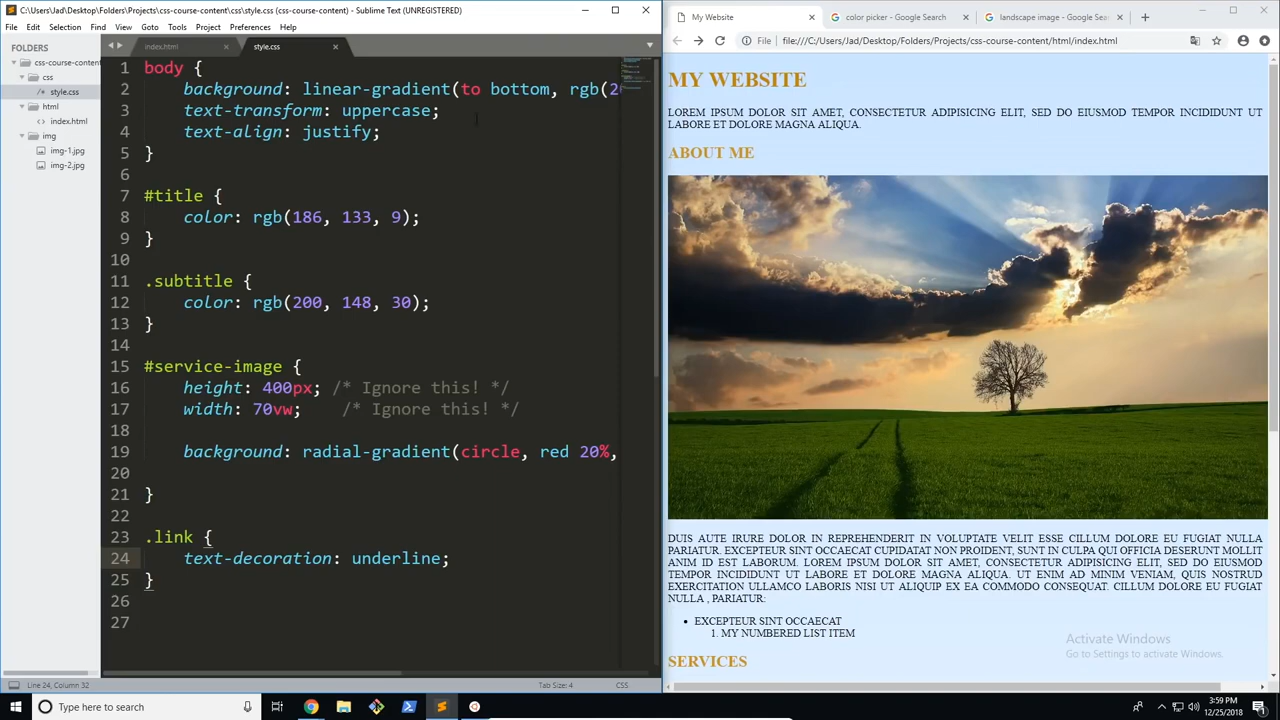 C:\Users\Jad\Desktop\Folders\Projects\css-course-content\css\style.css (css-course-content) - Sublime Text (UNREGISTERED)
File Edit Selection Find View Goto Tools Project Preferences Help
FOLDERS
css-course-content
css
style.css
html
index.html
img
img-1.jpg
img-2.jpg
index.html × style.css ×
1 body {
2 background: linear-gradient(to bottom, rgb(20
3 text-transform: uppercase;
4 text-align: justify;
5 }
6
7 #title {
8 color: rgb(186, 133, 9);
9 }
10
11 .subtitle {
12 color: rgb(200, 148, 30);
13 }
14
15 #service-image {
16 height: 400px; /* Ignore this! */
17 width: 70vw; /* Ignore this! */
18
19 background: radial-gradient(circle, red 20%,
20
21 }
22
23 .link {
24 text-decoration: underline;
25 }
26
27
Line 24, Column 32
Tab Size: 4
CSS
My Website × color picker - Google Search × landscape image - Google Sea ×
File file:///C:/Users/Jad/Desktop/Folders/Projects/css-course-content/html/index.html
MY WEBSITE
LOREM IPSUM DOLOR SIT AMET, CONSECTETUR ADIPISICING ELIT, SED DO EIUSMOD TEMPOR INCIDIDUNT UT
LABORE ET DOLORE MAGNA ALIQUA.
ABOUT ME
DUIS AUTE IRURE DOLOR IN REPREHENDERIT IN VOLUPTATE VELIT ESSE CILLUM DOLORE EU FUGIAT NULLA
PARIATUR. EXCEPTEUR SINT OCCAECAT CUPIDATAT NON PROIDENT, SUNT IN CULPA QUI OFFICIA DESERUNT MOLLIT
ANIM ID EST LABORUM. LOREM IPSUM DOLOR SIT AMET, CONSECTETUR ADIPISICING ELIT, SED DO EIUSMOD
TEMPOR INCIDIDUNT UT LABORE ET DOLORE MAGNA ALIQUA. UT ENIM AD MINIM VENIAM, QUIS NOSTRUD
EXERCITATION ULLAMCO LABORIS NISI UT ALIQUIP EX EA COMMODO CONSEQUAT. CILLUM DOLORE EU FUGIAT
NULLA , PARIATUR:
• EXCEPTEUR SINT OCCAECAT
1. MY NUMBERED LIST ITEM
SERVICES
Activate Windows
Go to Settings to activate Windows.
Type here to search
3:59 PM
12/25/2018